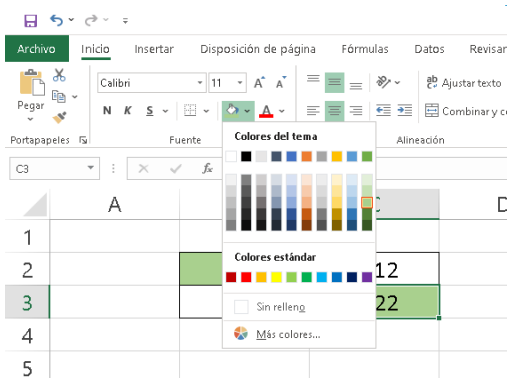 Archivo Inicio Insertar Disposición de página Fórmulas Datos Revisar
Calibri 11 A A Ajustar texto
Pegar N K S A Combinar y c
Portapapeles Fuente Alineación
Colores del tema
C3 fx
A C D
1
2 12
3 22
4
5
Colores estándar
Sin relleno
Más colores...